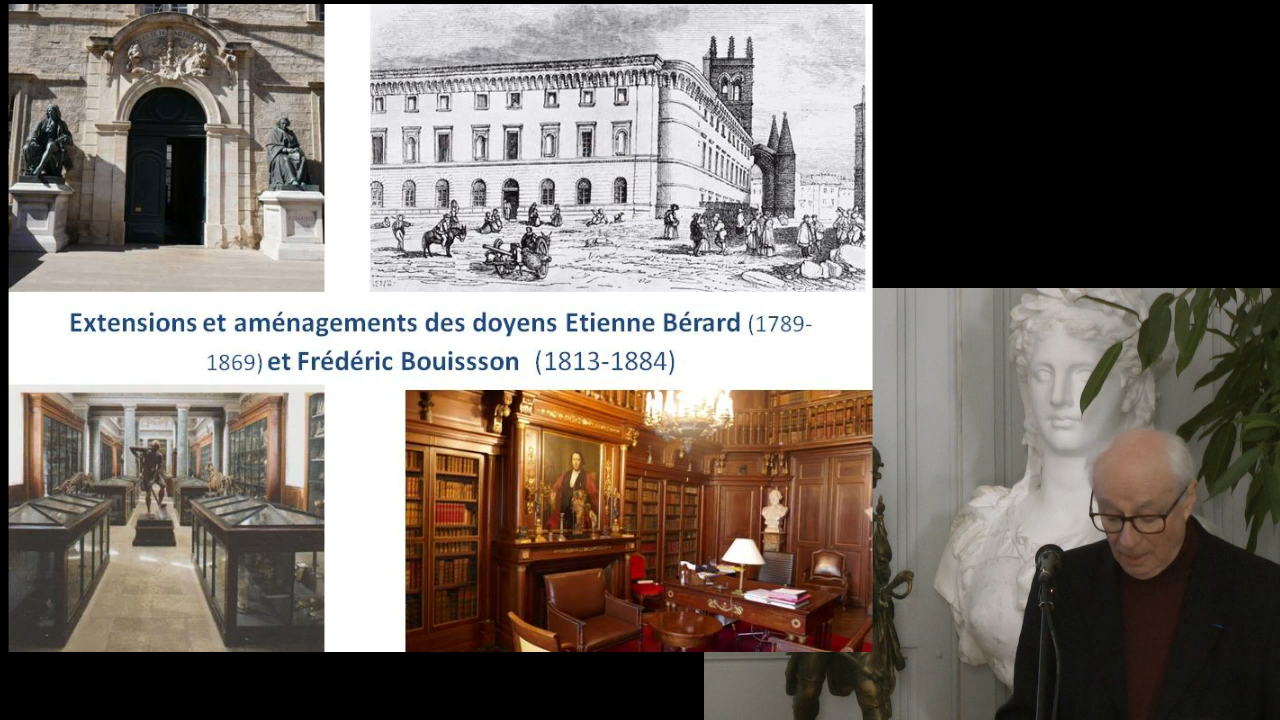 Extensions et aménagements des doyens Etienne Bérard (1789-
1869) et Frédéric Bouissson (1813-1884)